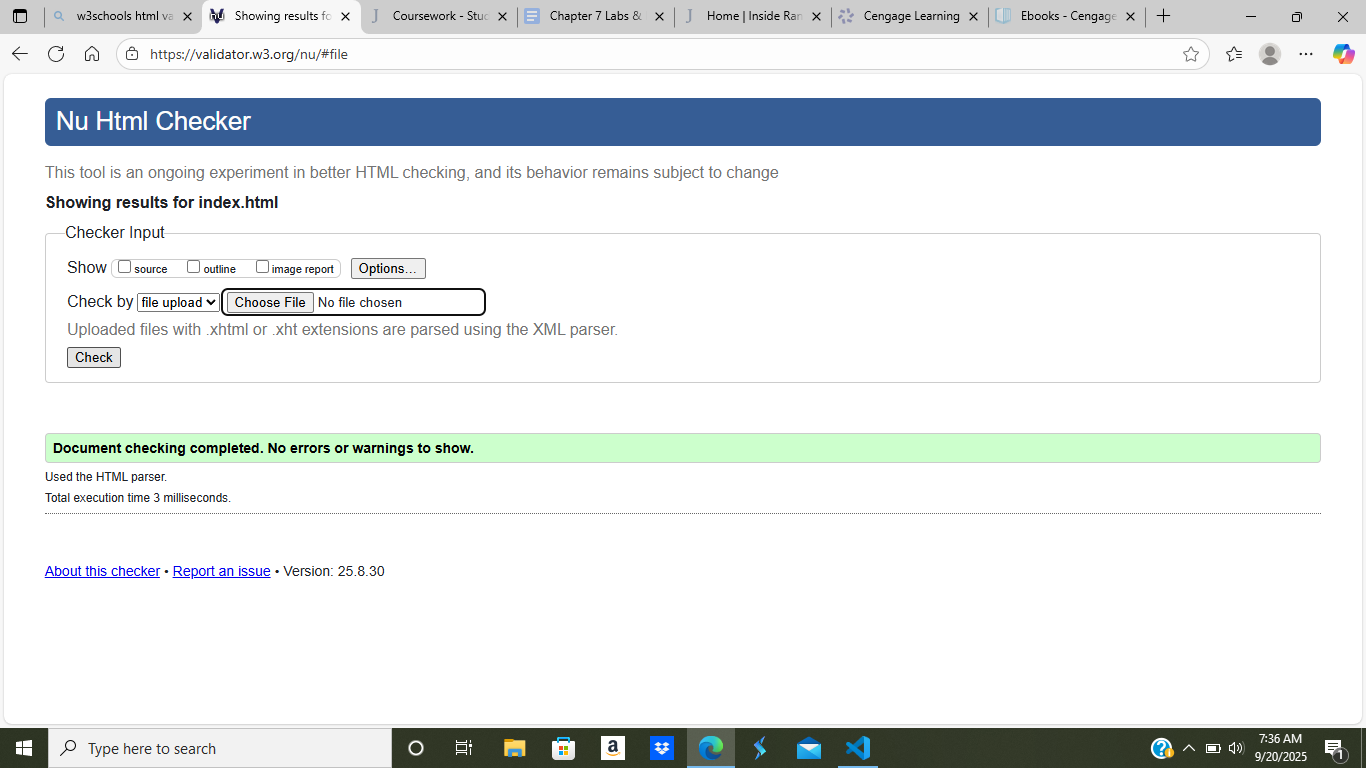 w3schools html va
Showing results fo
Coursework - Stud
Chapter 7 Labs &
Home | Inside Ran
Cengage Learning
Ebooks - Cengage
https://validator.w3.org/nu/#file
Nu Html Checker
This tool is an ongoing experiment in better HTML checking, and its behavior remains subject to change
Showing results for index.html
Checker Input
Show source outline image report Options...
Check by file upload Choose File No file chosen
Uploaded files with .xhtml or .xht extensions are parsed using the XML parser.
Check
Document checking completed. No errors or warnings to show.
Used the HTML parser.
Total execution time 3 milliseconds.
About this checker • Report an issue • Version: 25.8.30
Type here to search
7:36 AM
9/20/2025
1